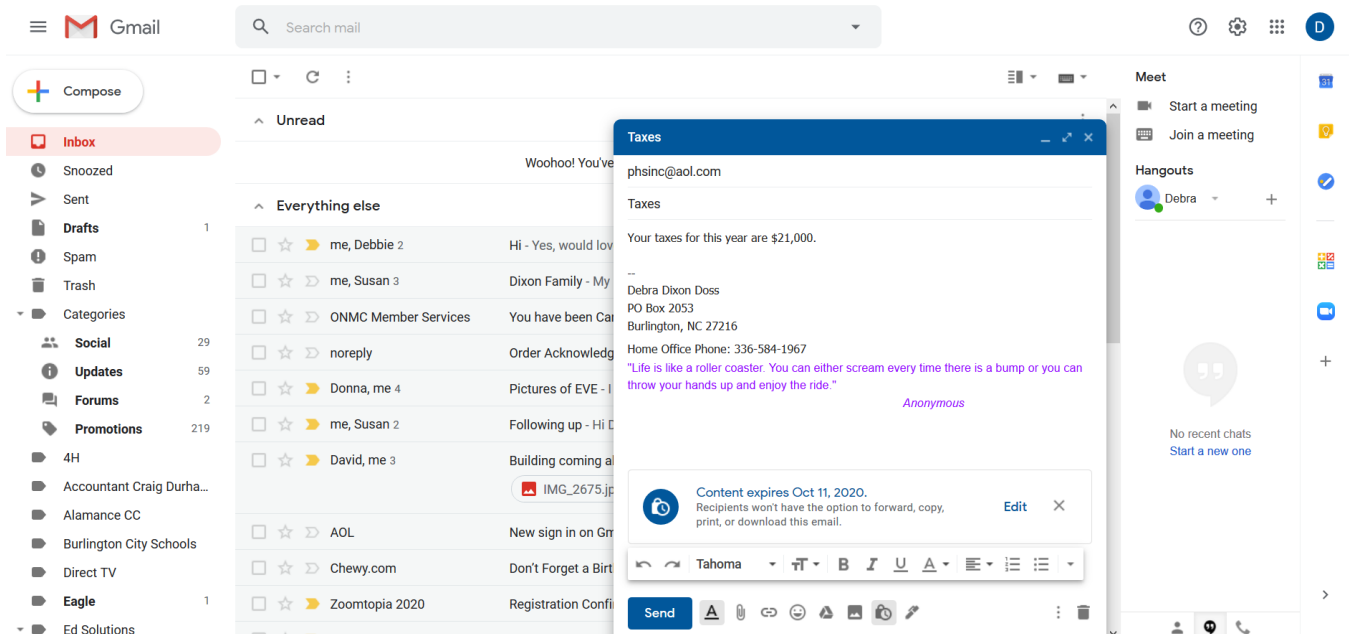 Gmail
Search mail
Compose
Inbox
Snoozed
Sent
Drafts 1
Spam
Trash
Categories
Social 29
Updates 59
Forums 2
Promotions 219
4H
Accountant Craig Durha...
Alamance CC
Burlington City Schools
Direct TV
Eagle 1
Ed Solutions
Unread
Woohoo! You've
Everything else
me, Debbie 2 Hi - Yes, would lov
me, Susan 3 Dixon Family - My
ONMC Member Services You have been Car
noreply Order Acknowledg
Donna, me 4 Pictures of EVE - I
me, Susan 2 Following up - Hi D
David, me 3 Building coming al
IMG_2675.jp
AOL New sign in on Gm
Chewy.com Don't Forget a Birt
Zoomtopia 2020 Registration Confi
Taxes
phsinc@aol.com
Taxes
Your taxes for this year are $21,000.
--
Debra Dixon Doss
PO Box 2053
Burlington, NC 27216
Home Office Phone: 336-584-1967
"Life is like a roller coaster. You can either scream every time there is a bump or you can
throw your hands up and enjoy the ride."
Anonymous
Content expires Oct 11, 2020.
Recipients won't have the option to forward, copy,
print, or download this email.
Edit
Tahoma
Send
D
Meet
Start a meeting
Join a meeting
Hangouts
Debra
No recent chats
Start a new one
31